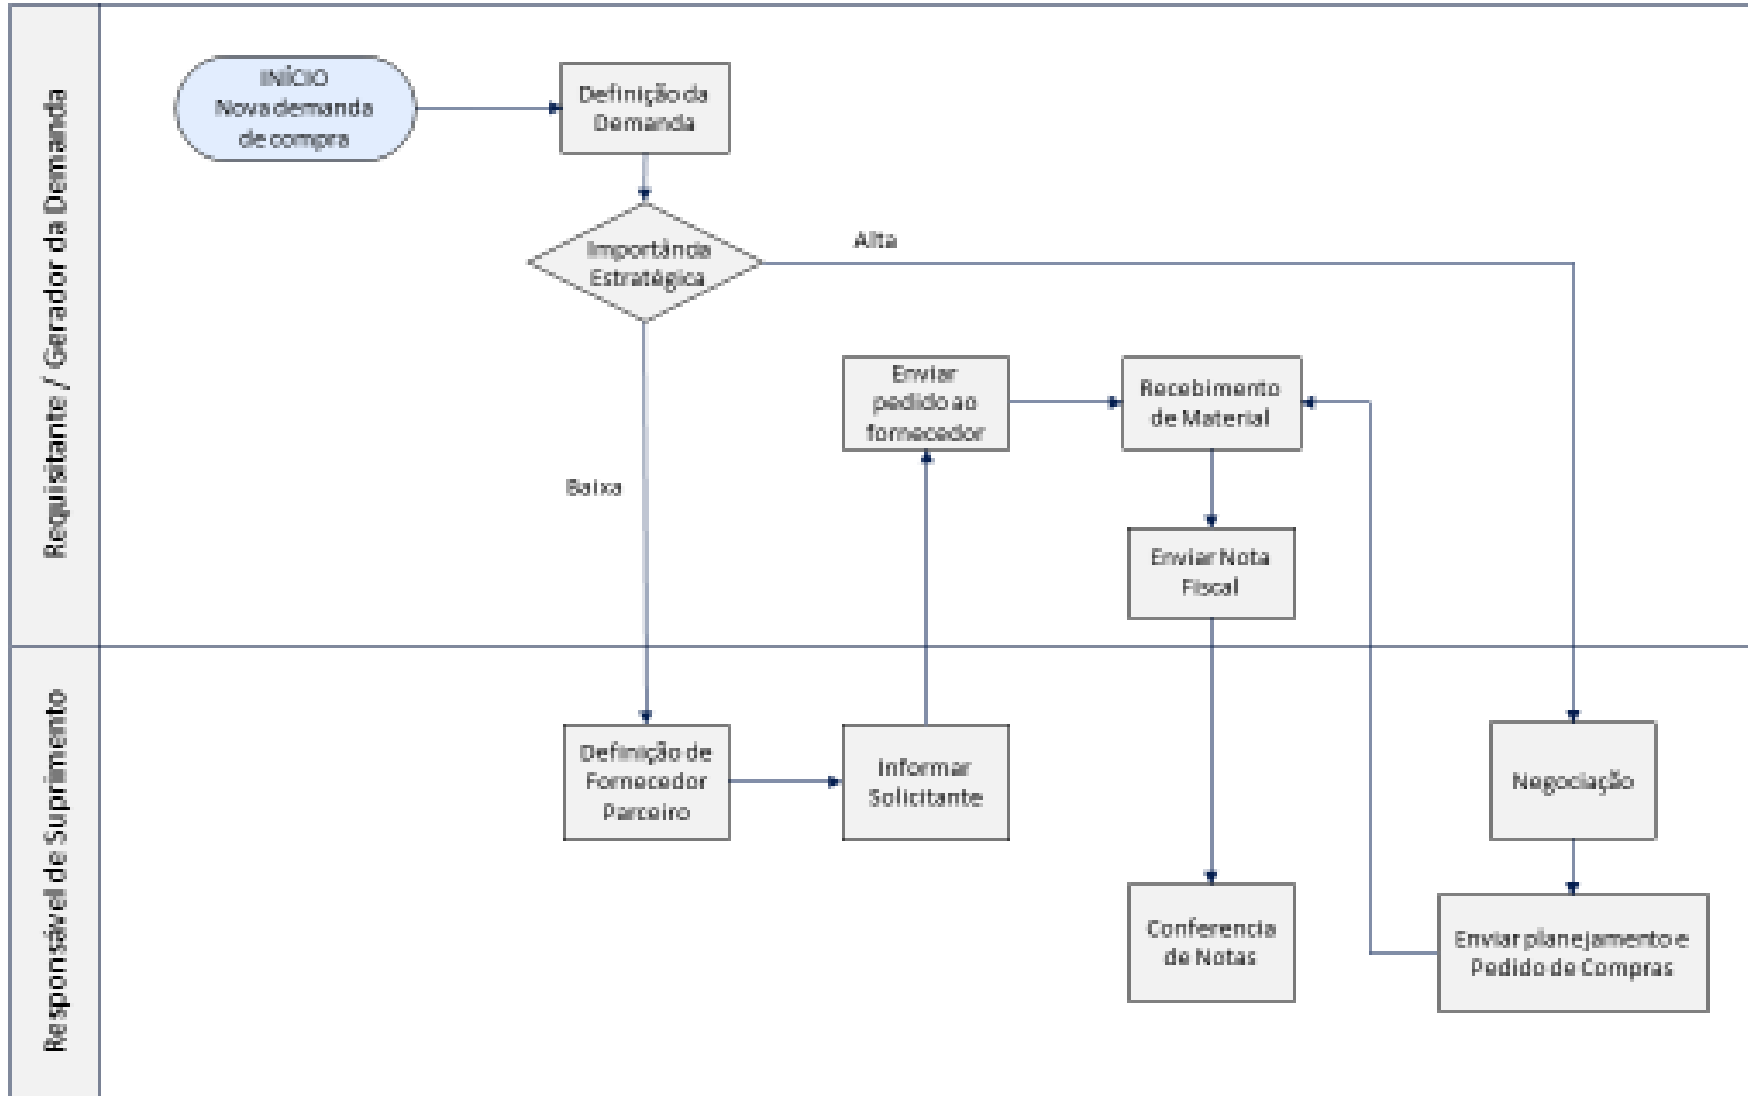 Requisitante / Gerador da Demanda
INÍCIO
Nova demanda
de compra
Definição da
Demanda
Importância
Estratégica
Alta
Baixa
Enviar
pedido ao
fornecedor
Recebimento
de Material
Enviar Nota
Fiscal
Responsável de Suprimento
Definição de
Fornecedor
Parceiro
Informar
Solicitante
Negociação
Conferencia
de Notas
Enviar planejamento e
Pedido de Compras